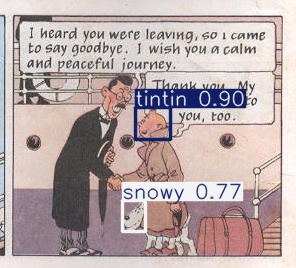 I heard you were leaving, so I came
to say goodbye. I wish you a calm
and peaceful journey.
Thank you. My
tintin 0.90
to
you, too.
snowy 0.77